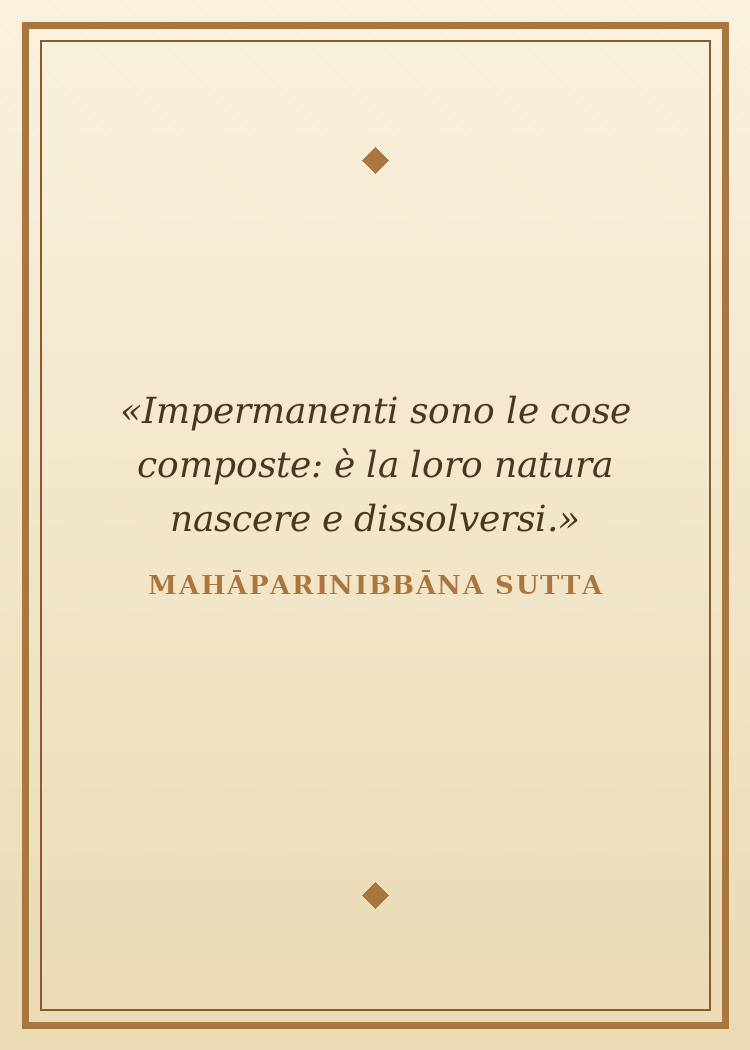 «Impermanenti sono le cose
composte: è la loro natura
nascere e dissolversi.»
MAHĀPARINIBBĀNA SUTTA